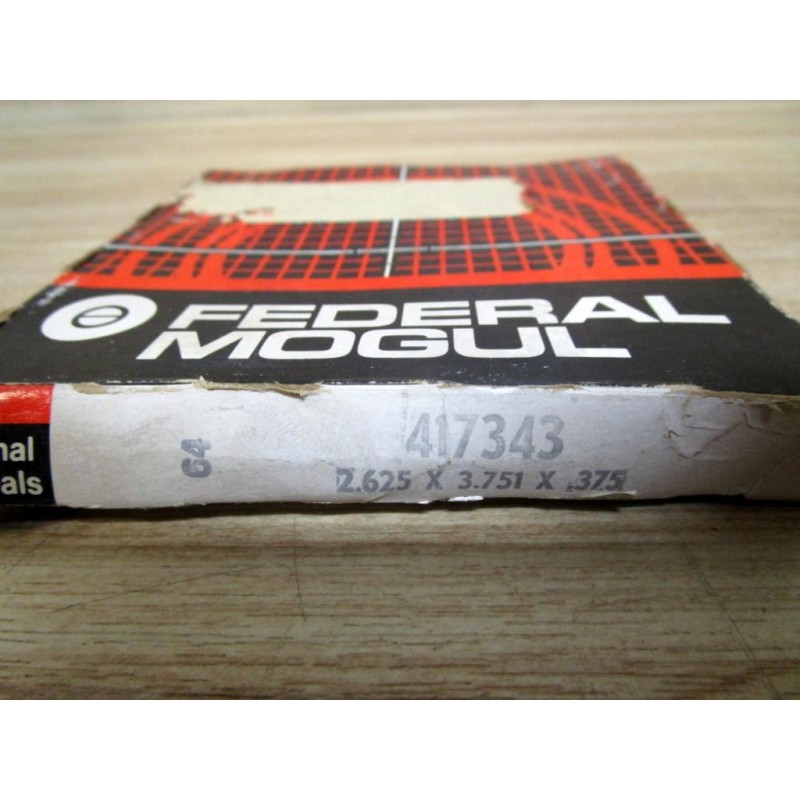 FEDERAL
MOGUL
nal
als
64
417343
2.625 X 3.751 X .375